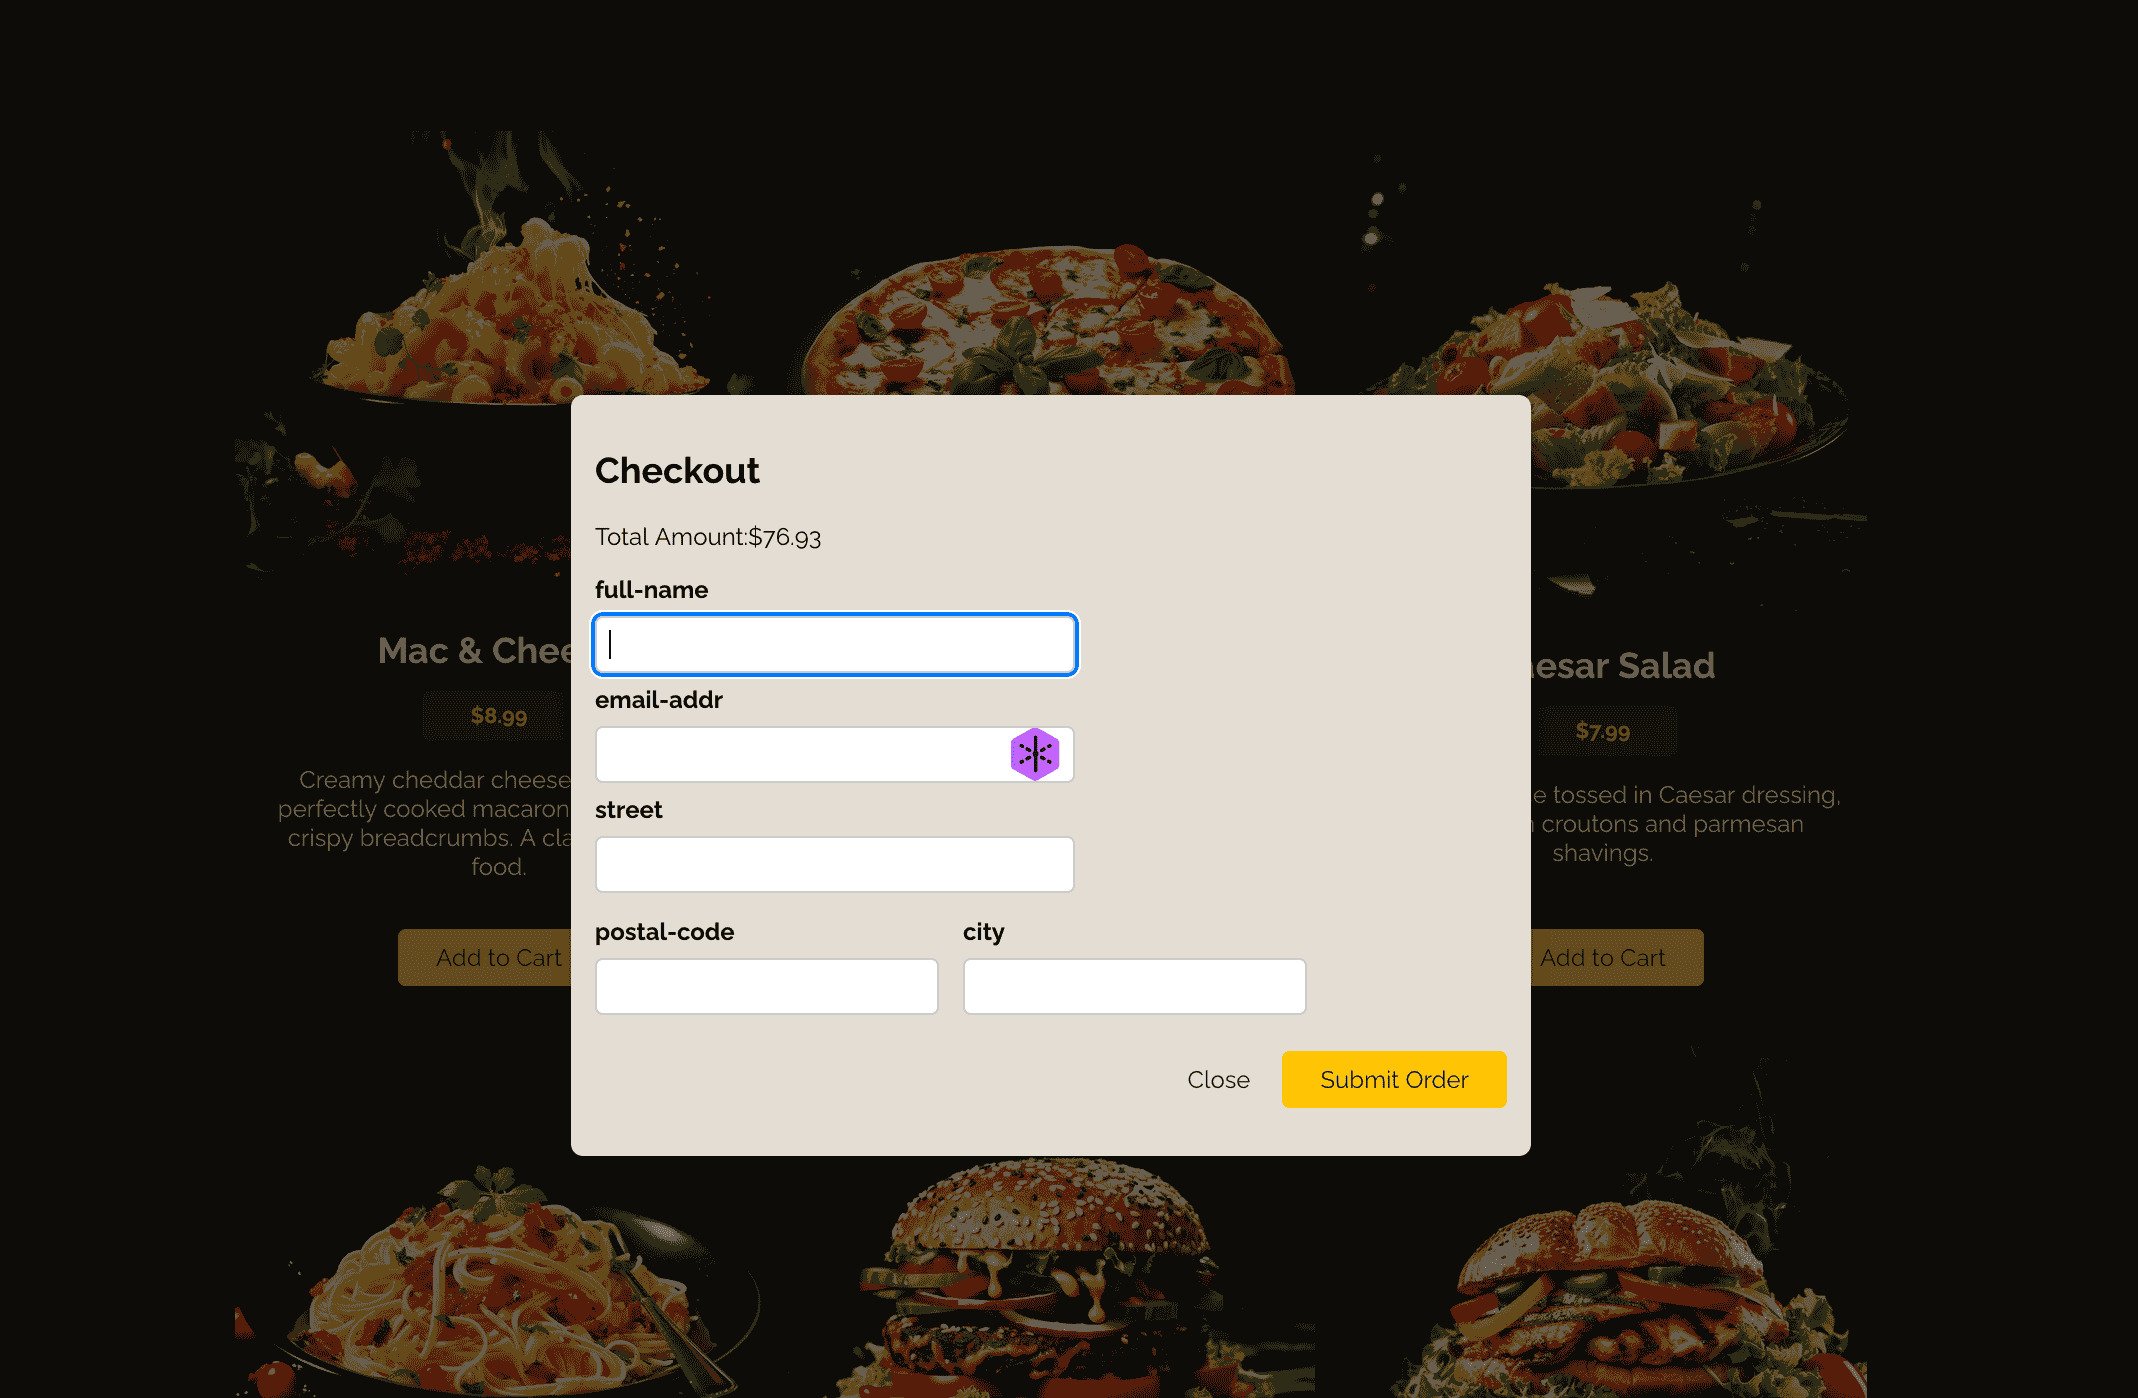 Checkout
Total Amount:$76.93
full-name
email-addr
street
postal-code
city
Close
Submit Order
Mac & Chee
$8.99
Creamy cheddar cheese
perfectly cooked macaron
crispy breadcrumbs. A cla
food.
Add to Cart
esar Salad
$7.99
e tossed in Caesar dressing,
croutons and parmesan
shavings.
Add to Cart